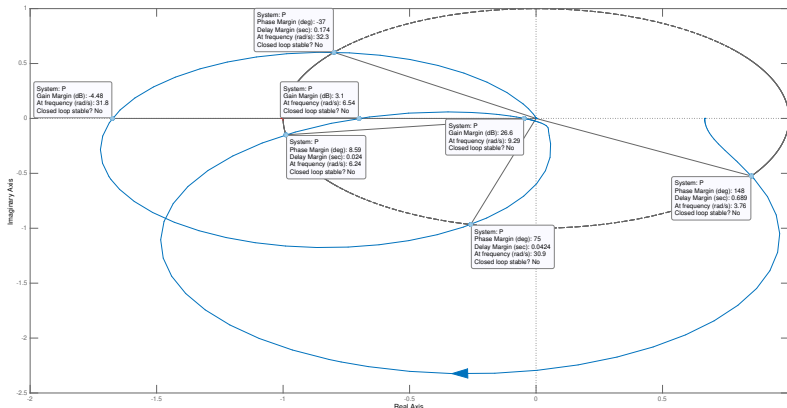 System: P
Phase Margin (deg): -37
Delay Margin (sec): 0.174
At frequency (rad/s): 32.3
Closed loop stable? No
System: P
Gain Margin (dB): -4.48
At frequency (rad/s): 31.8
Closed loop stable? No
System: P
Gain Margin (dB): 3.1
At frequency (rad/s): 6.54
Closed loop stable? No
System: P
Gain Margin (dB): 26.6
At frequency (rad/s): 9.29
Closed loop stable? No
System: P
Phase Margin (deg): 8.59
Delay Margin (sec): 0.024
At frequency (rad/s): 6.24
Closed loop stable? No
System: P
Phase Margin (deg): 148
Delay Margin (sec): 0.689
At frequency (rad/s): 3.76
Closed loop stable? No
System: P
Phase Margin (deg): 75
Delay Margin (sec): 0.0424
At frequency (rad/s): 30.9
Closed loop stable? No
Imaginary Axis
1
0.5
0
-0.5
-1
-1.5
-2
-2.5
-2 -1.5 -1 -0.5 0 0.5
Real Axis